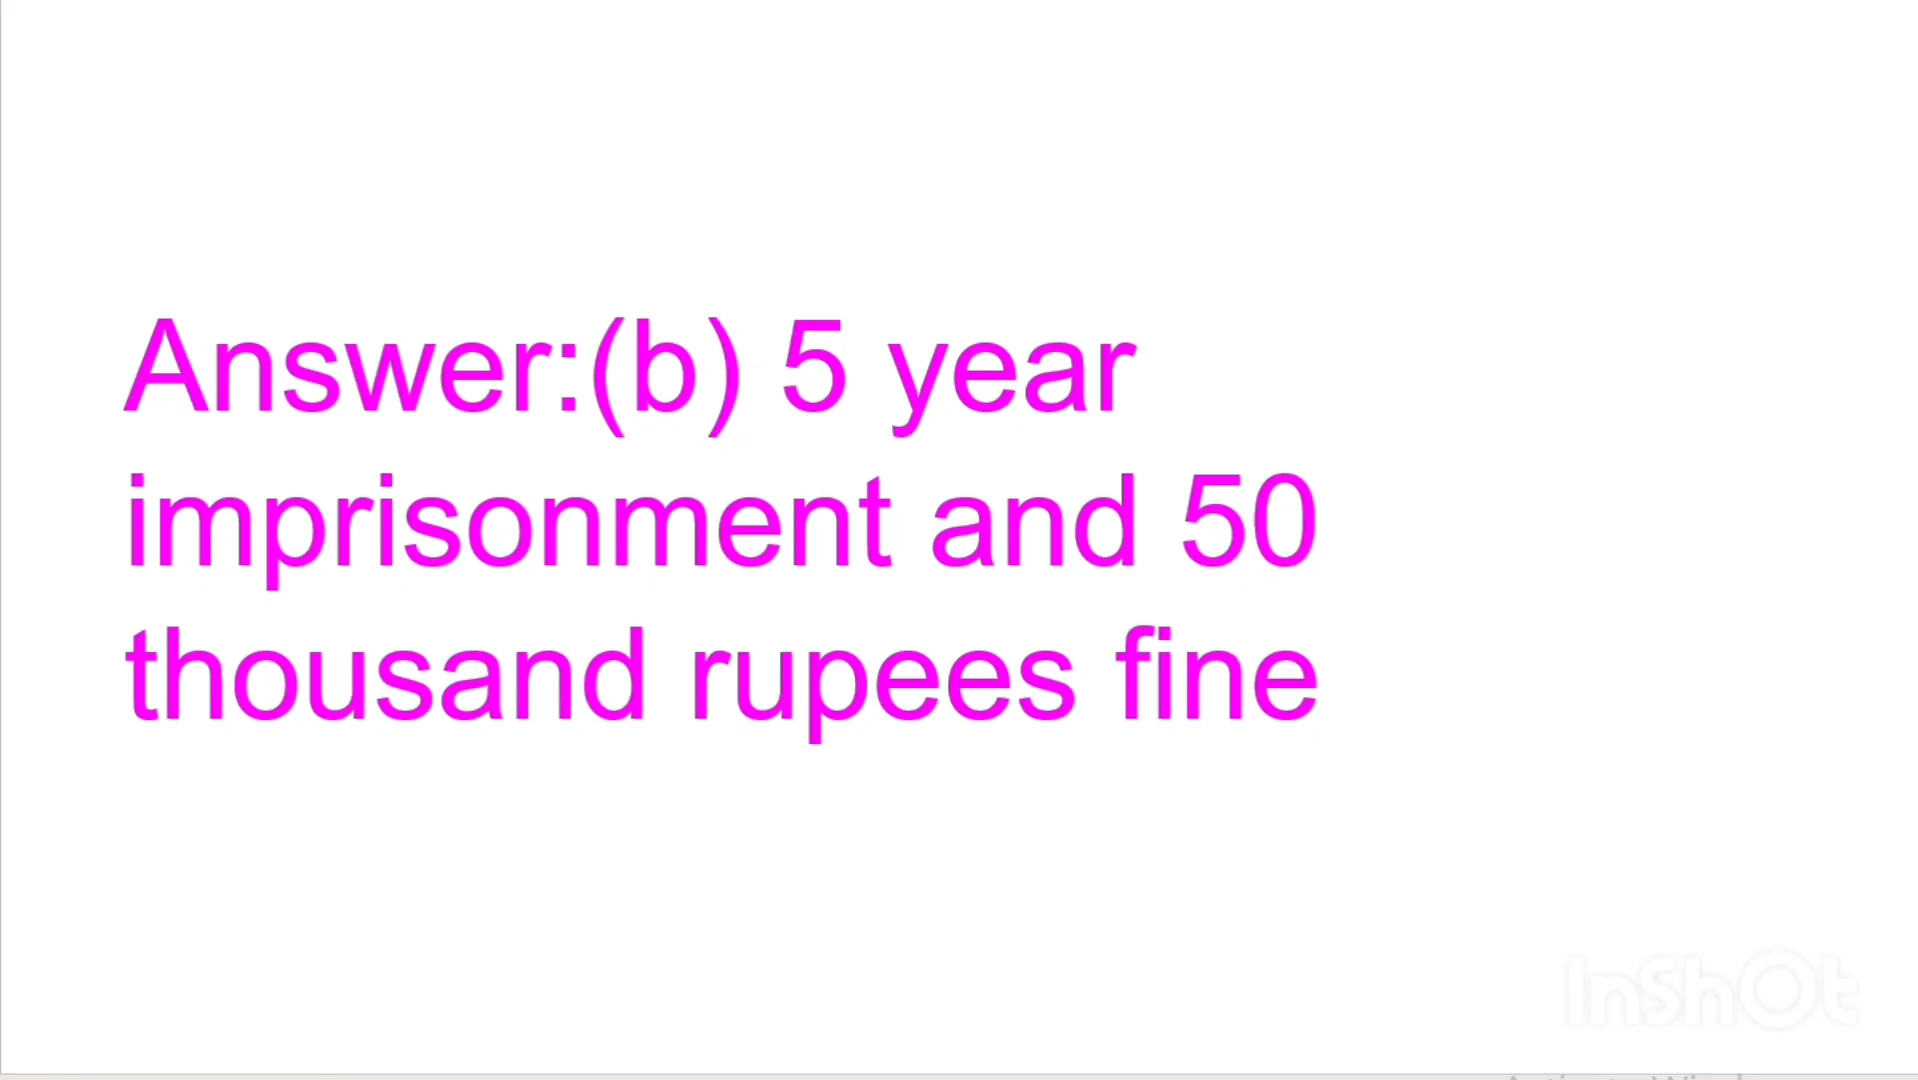 Answer:(b) 5 year
imprisonment and 50
thousand rupees fine
InShOt